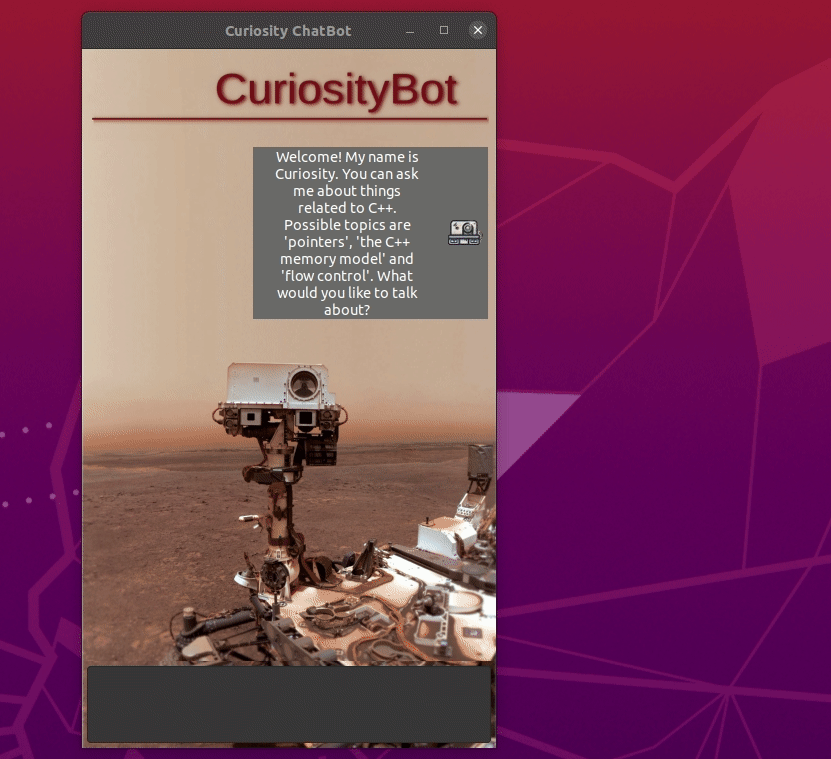 Curiosity ChatBot
CuriosityBot
Welcome! My name is
Curiosity. You can ask
me about things
related to C++.
Possible topics are
'pointers', 'the C++
memory model' and
'flow control'. What
would you like to talk
about?